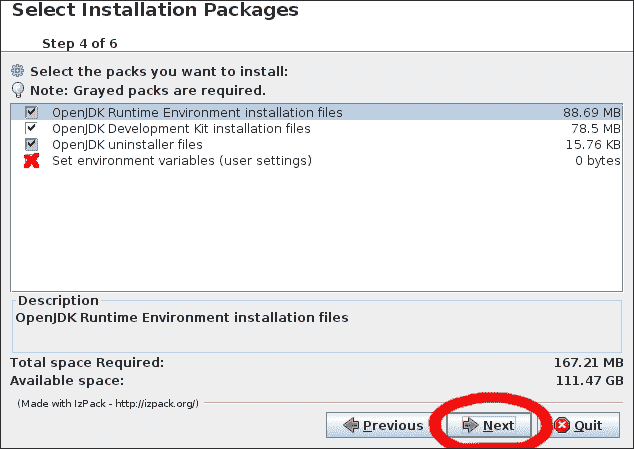 Select Installation Packages
Step 4 of 6
Select the packs you want to install:
Note: Grayed packs are required.
OpenJDK Runtime Environment installation files 88.69 MB
OpenJDK Development Kit installation files 78.5 MB
OpenJDK uninstaller files 15.76 KB
Set environment variables (user settings) 0 bytes
Description
OpenJDK Runtime Environment installation files
Total space Required: 167.21 MB
Available space: 111.47 GB
(Made with IzPack - http://izpack.org/)
Previous Next Quit